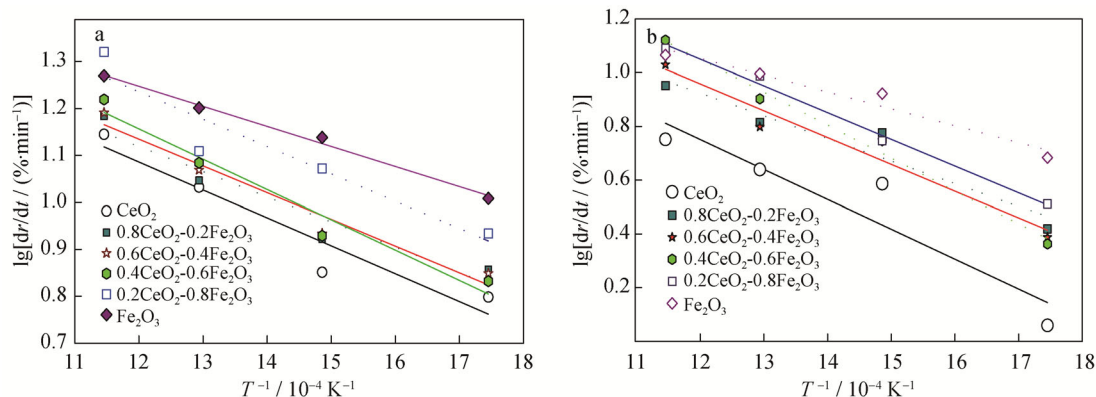 a
1.3
1.2
1.1
1.0
0.9
0.8
0.7
lg[dr/dt / (%·min⁻¹)]
CeO₂
0.8CeO₂-0.2Fe₂O₃
0.6CeO₂-0.4Fe₂O₃
0.4CeO₂-0.6Fe₂O₃
0.2CeO₂-0.8Fe₂O₃
Fe₂O₃
11 12 13 14 15 16 17 18
T⁻¹ / 10⁻⁴ K⁻¹
b
1.2
1.0
0.8
0.6
0.4
0.2
lg[dr/dt / (%·min⁻¹)]
CeO₂
0.8CeO₂-0.2Fe₂O₃
0.6CeO₂-0.4Fe₂O₃
0.4CeO₂-0.6Fe₂O₃
0.2CeO₂-0.8Fe₂O₃
Fe₂O₃
11 12 13 14 15 16 17 18
T⁻¹ / 10⁻⁴ K⁻¹